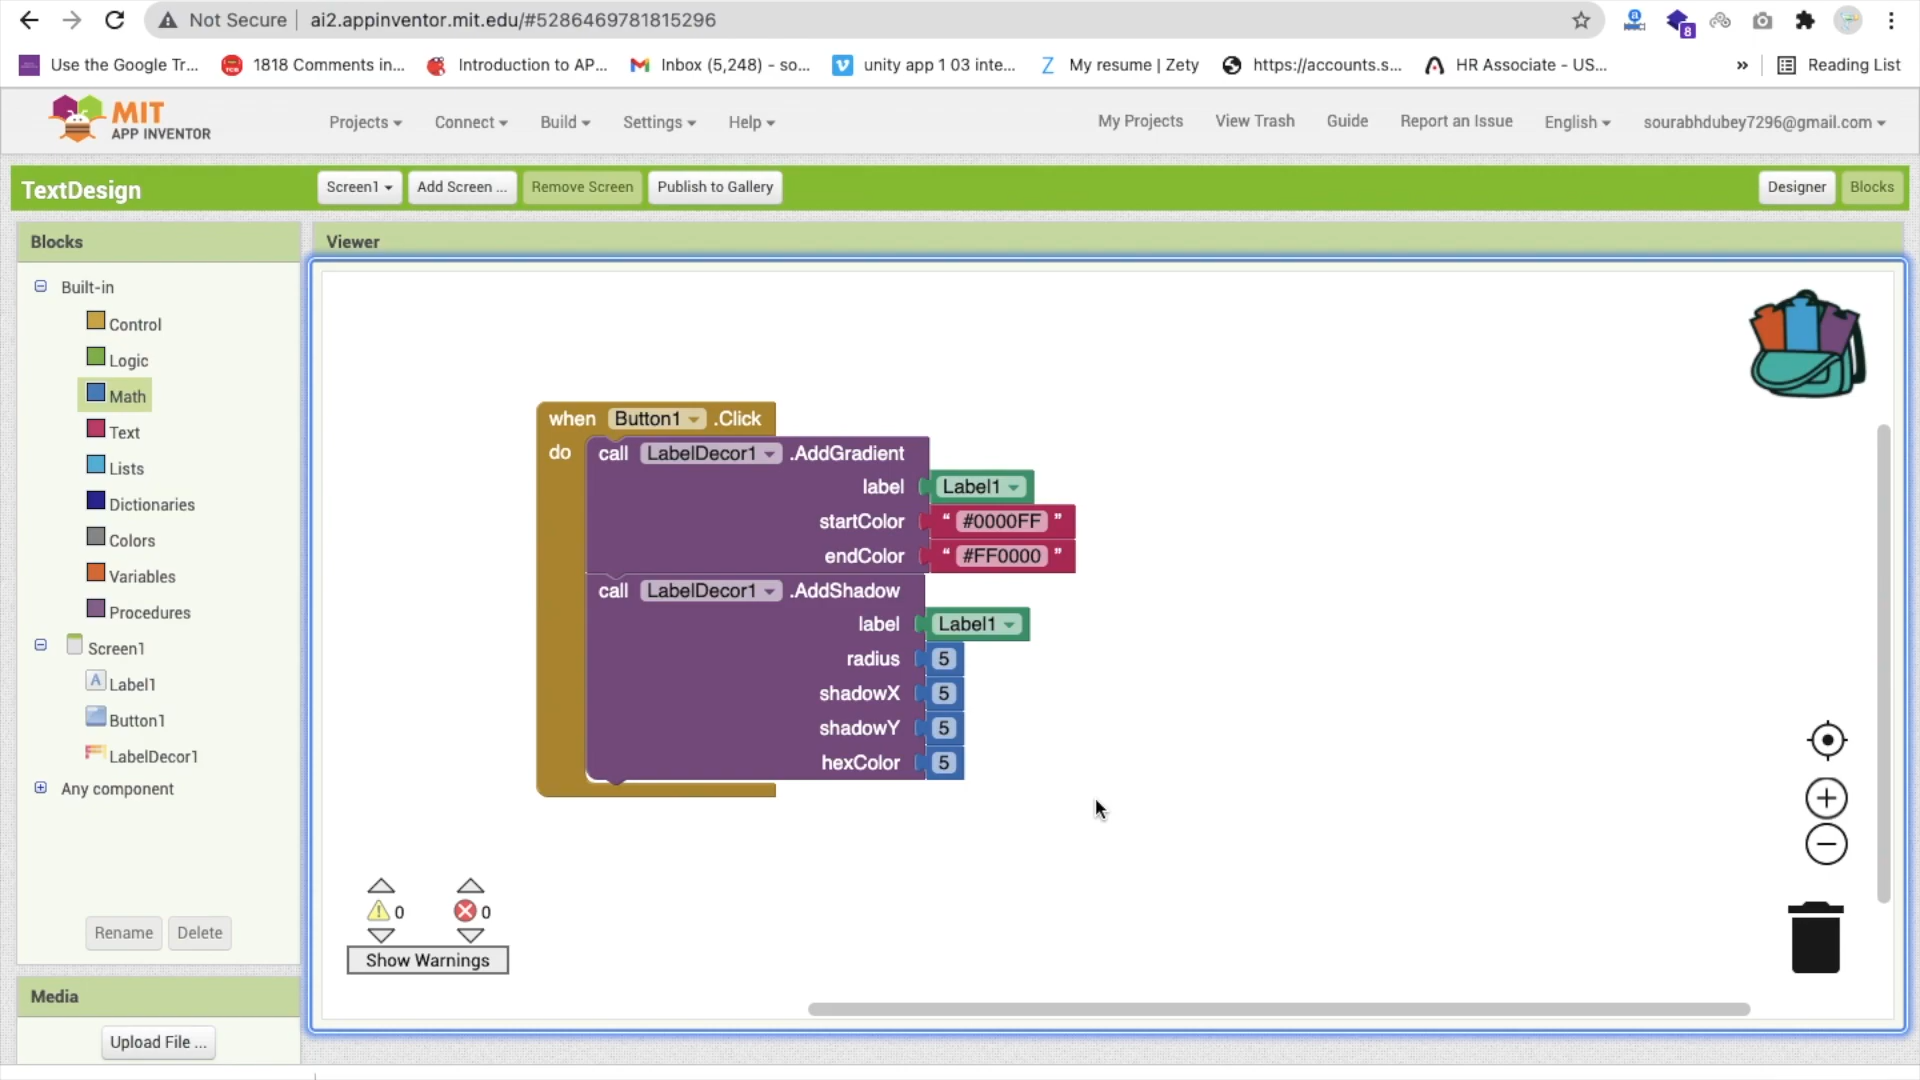 Not Secure | ai2.appinventor.mit.edu/#5286469781815296
8
Use the Google Tr... 1818 Comments in... Introduction to AP... Inbox (5,248) - so... unity app 1 03 inte... Z My resume | Zety https://accounts.s... HR Associate - US... » Reading List
MIT
APP INVENTOR
Projects Connect Build Settings Help My Projects View Trash Guide Report an Issue English sourabhdubey7296@gmail.com
TextDesign Screen1 Add Screen ... Remove Screen Publish to Gallery Designer Blocks
Blocks Viewer
Built-in
Control
Logic
Math
Text
Lists
Dictionaries
Colors
Variables
Procedures
Screen1
A Label1
Button1
LabelDecor1
Any component
Rename Delete
Media
Upload File ...
when Button1 .Click
do call LabelDecor1 .AddGradient
label Label1
startColor “ #0000FF ”
endColor “ #FF0000 ”
call LabelDecor1 .AddShadow
label Label1
radius 5
shadowX 5
shadowY 5
hexColor 5
0 0
Show Warnings